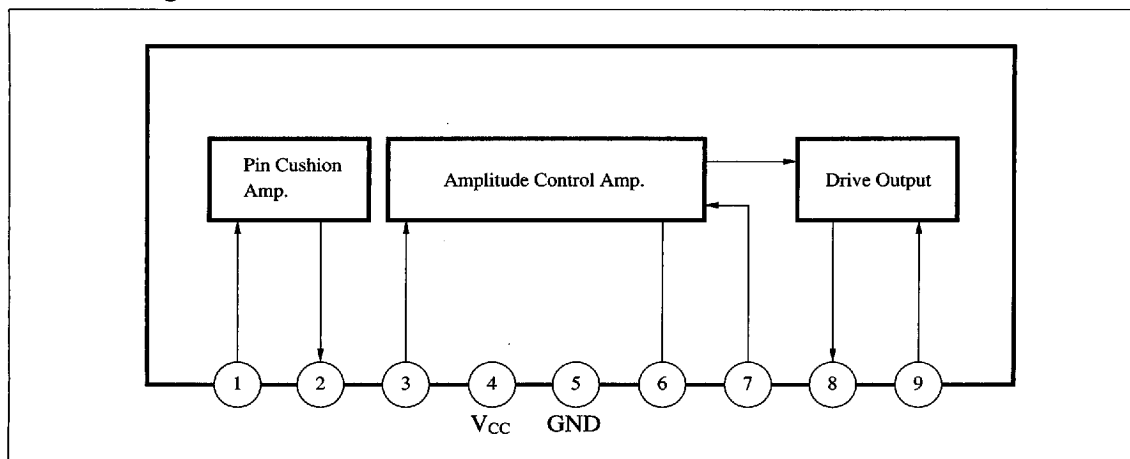 Pin Cushion
Amp.
Amplitude Control Amp.
Drive Output
1 2 3 4 5 6 7 8 9
VCC GND